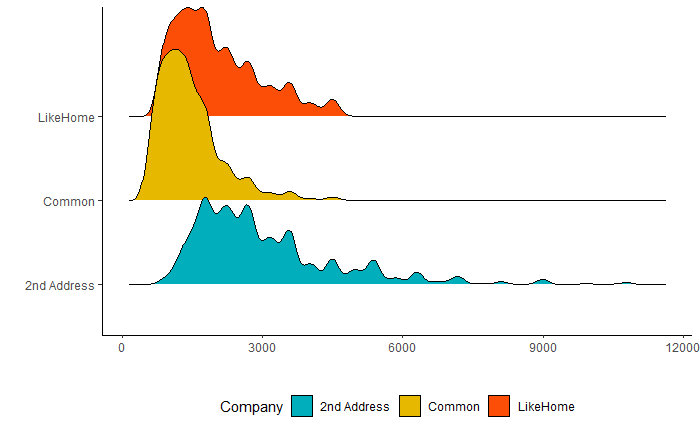 LikeHome
Common
2nd Address
0 3000 6000 9000 12000
Company 2nd Address Common LikeHome